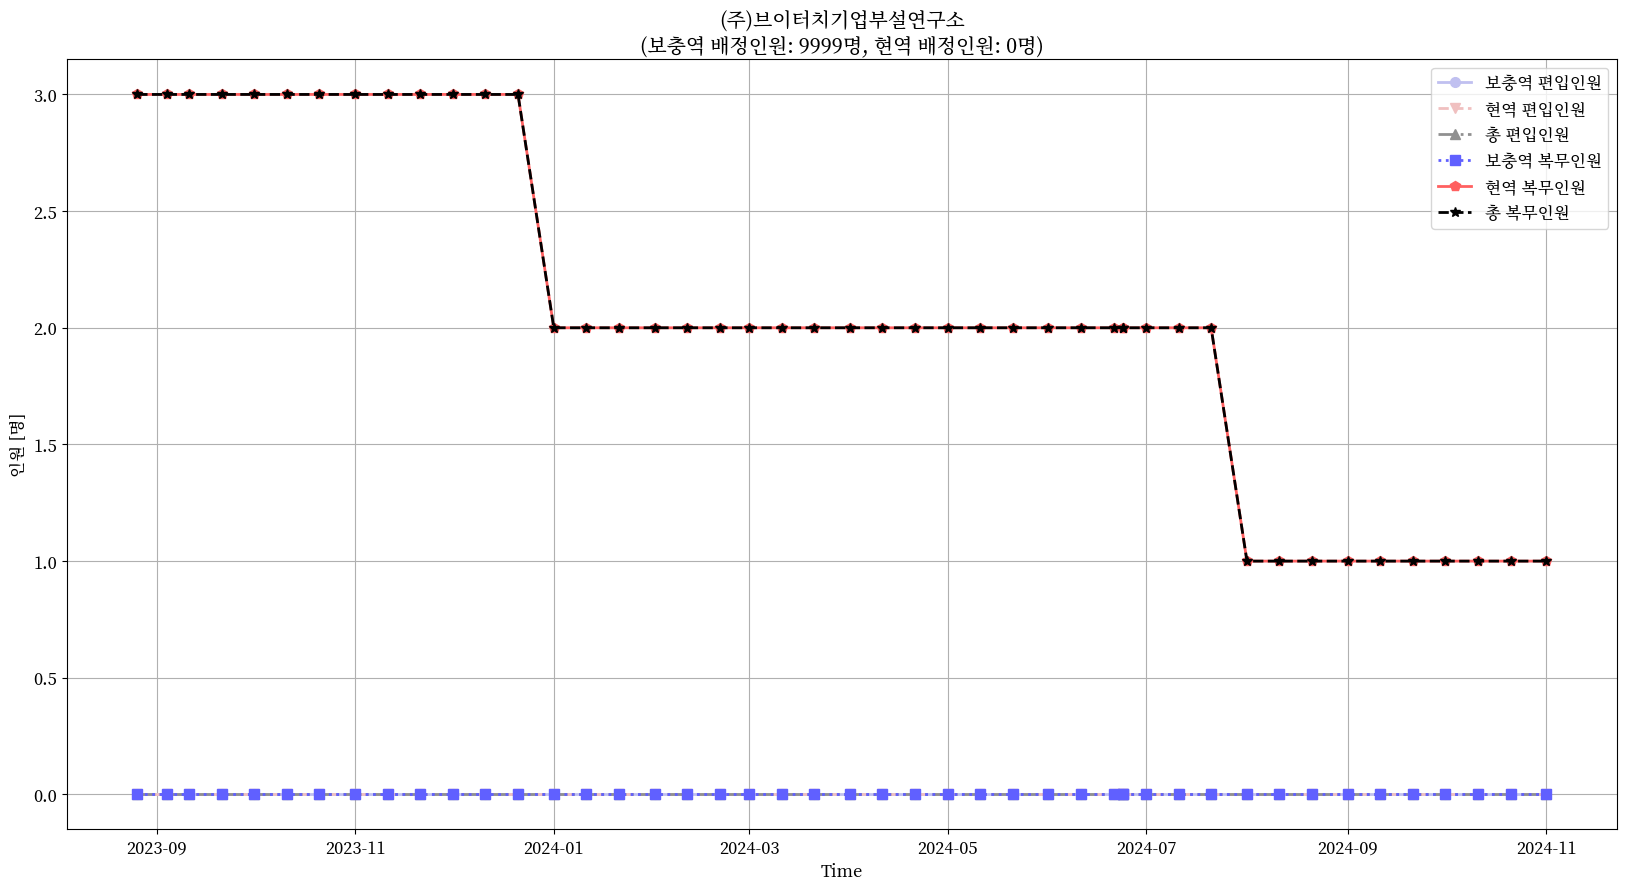 (주)브이터치기업부설연구소
(보충역 배정인원: 9999명, 현역 배정인원: 0명)
보충역 편입인원
현역 편입인원
총 편입인원
보충역 복무인원
현역 복무인원
총 복무인원
3.0
2.5
2.0
1.5
1.0
0.5
0.0
인원 [명]
2023-09
2023-11
2024-01
2024-03
2024-05
2024-07
2024-09
2024-11
Time